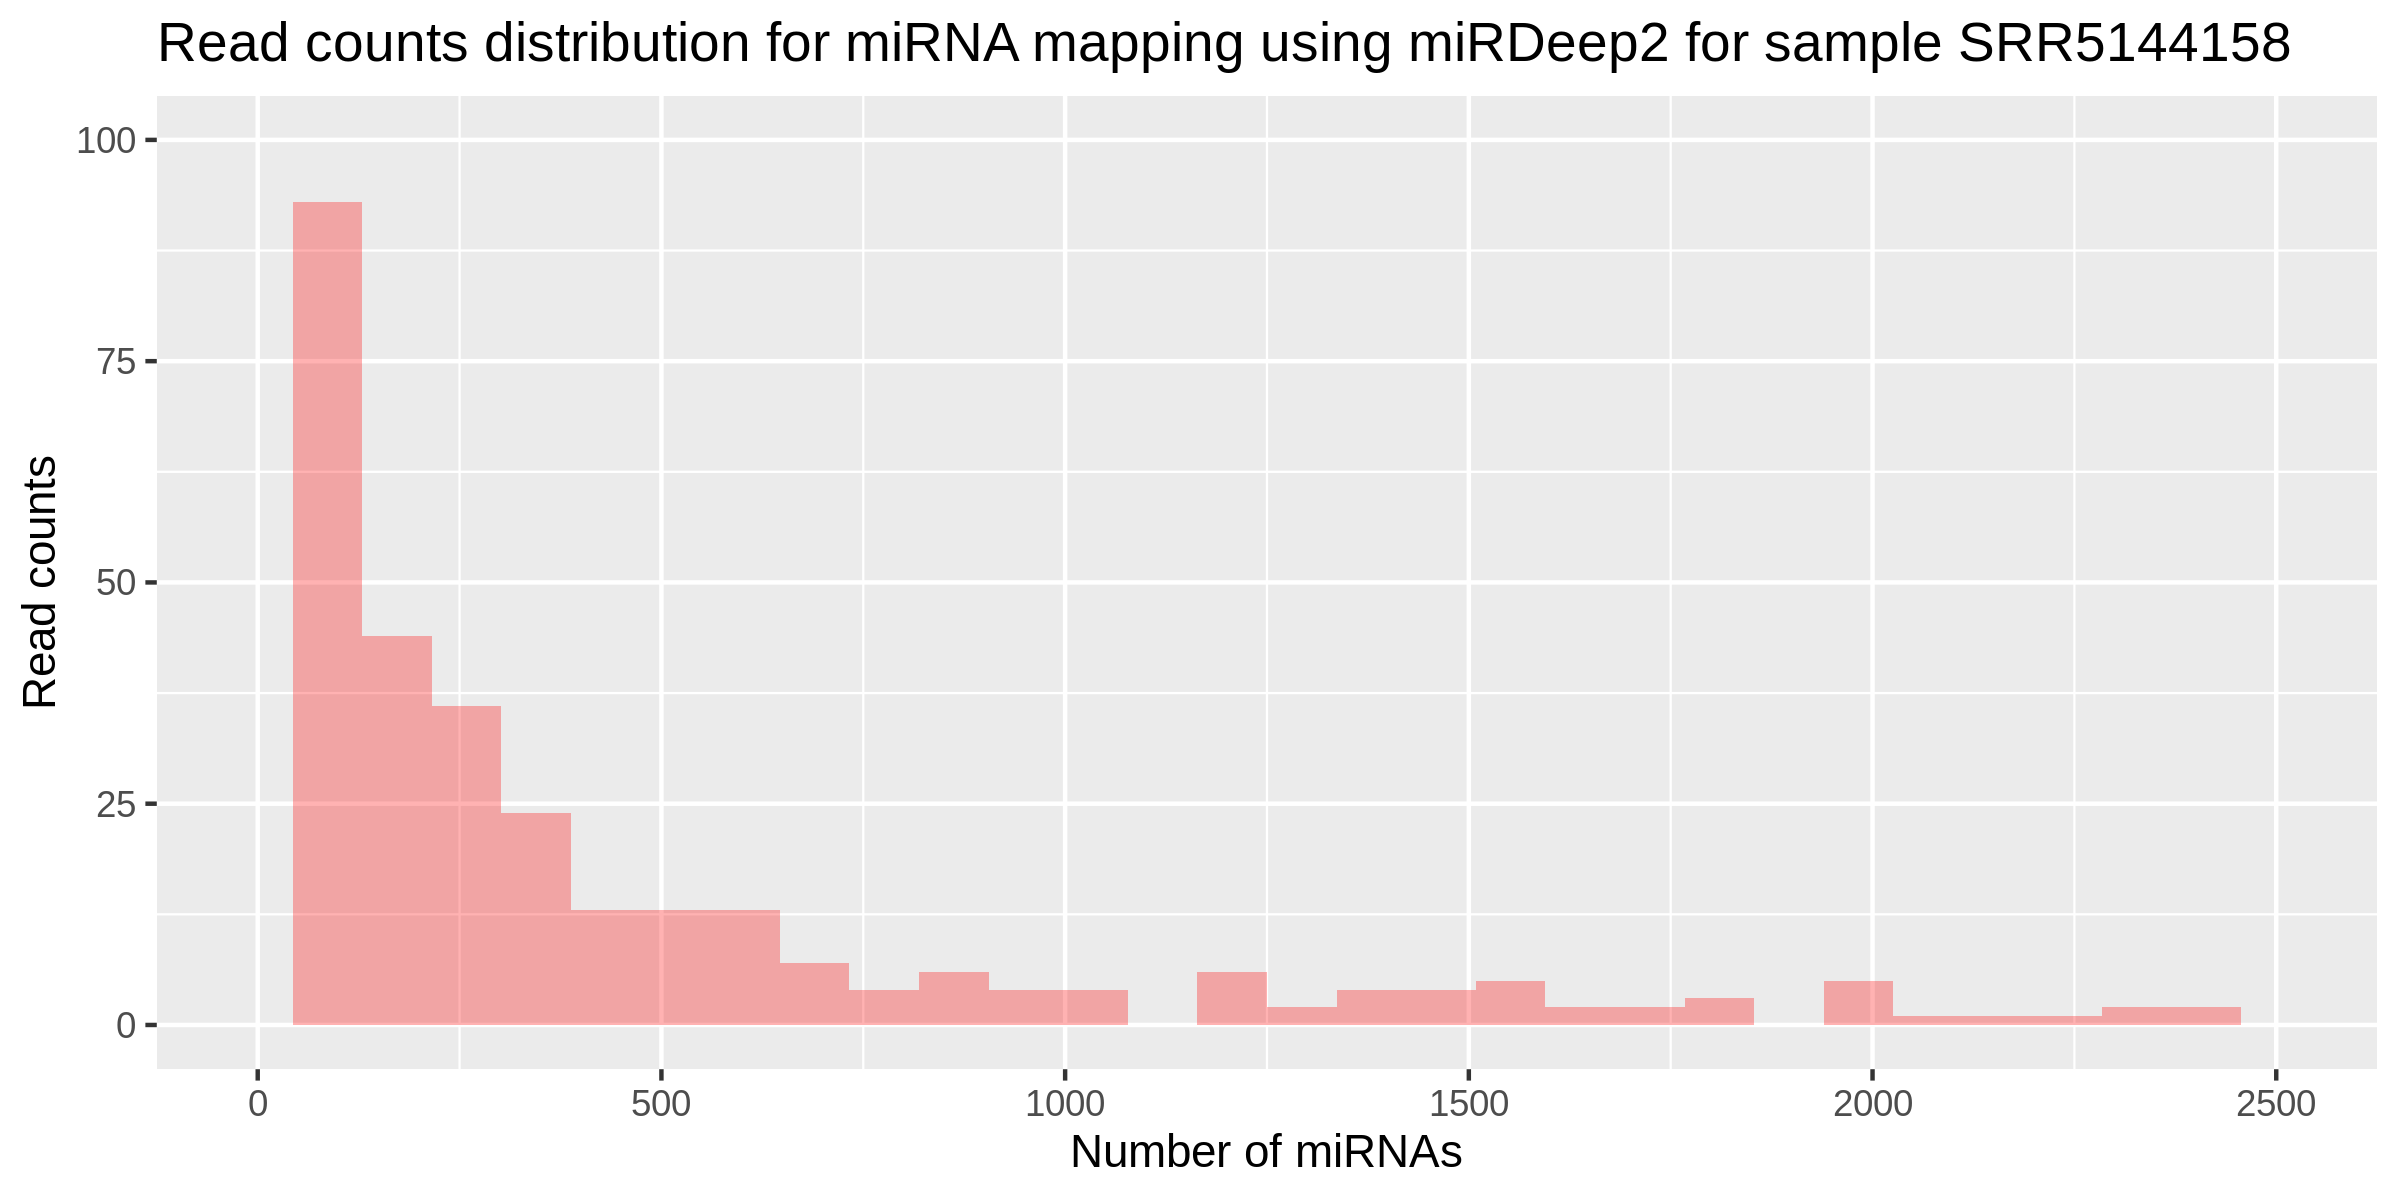 Read counts distribution for miRNA mapping using miRDeep2 for sample SRR5144158
100
75
50
25
0
Read counts
0 500 1000 1500 2000 2500
Number of miRNAs